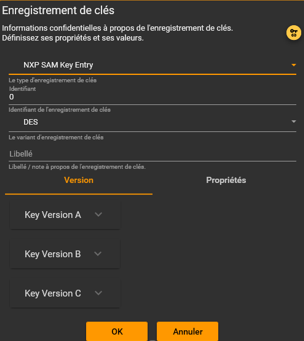 Enregistrement de clés
Informations confidentielles à propos de l'enregistrement de clés.
Définissez ses propriétés et ses valeurs.
NXP SAM Key Entry
Le type d'enregistrement de clés
Identifiant
0
Identifiant de l'enregistrement de clés
DES
Le variant d'enregistrement de clés
Libellé
Libellé / note à propos de l'enregistrement de clés.
Version
Propriétés
Key Version A
Key Version B
Key Version C
OK
Annuler